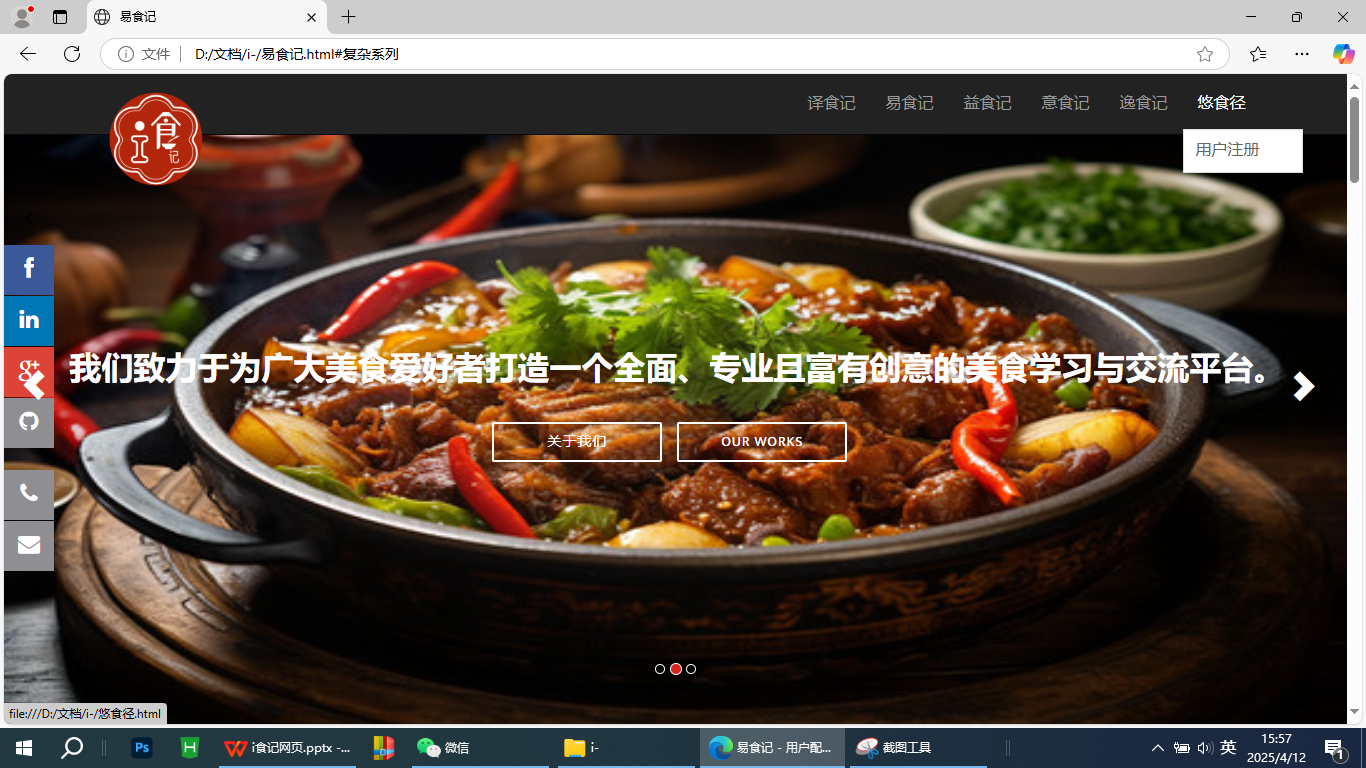 易食记
文件
D:/文档/i-/易食记.html#复杂系列
i食记
译食记 易食记 益食记 意食记 逸食记 悠食径
用户注册
f
in
g+
我们致力于为广大美食爱好者打造一个全面、专业且富有创意的美食学习与交流平台。
关于我们 OUR WORKS
file:///D:/文档/i-/悠食径.html
Ps H i食记网页.pptx -... 微信 i- 易食记 - 用户配... 截图工具 英
15:57
2025/4/12
1